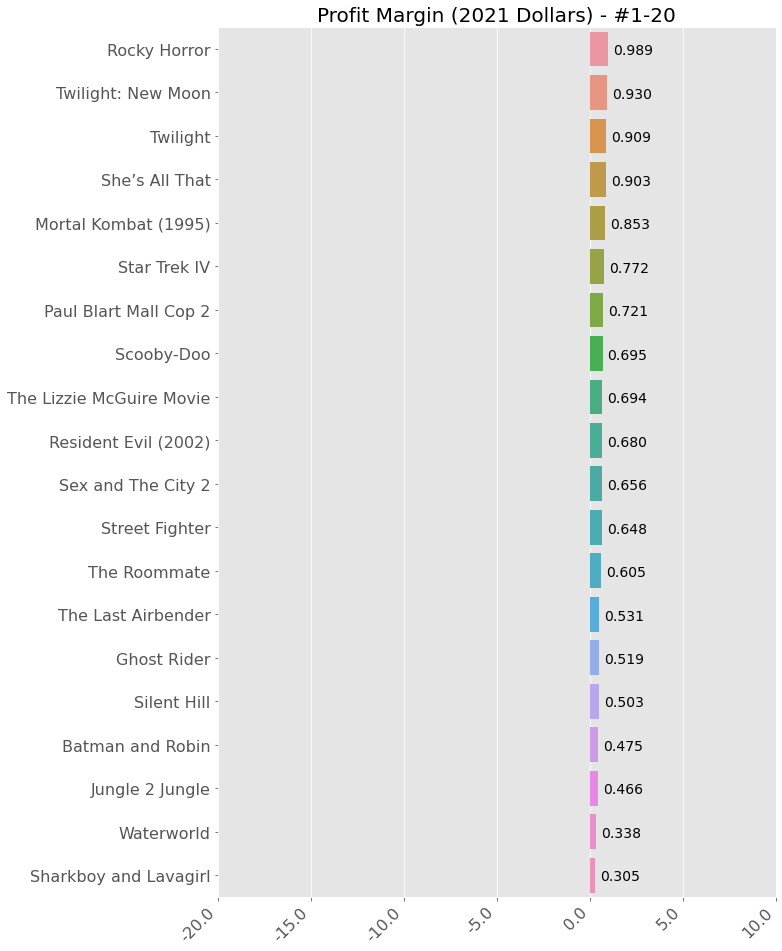 Profit Margin (2021 Dollars) - #1-20
Rocky Horror 0.989
Twilight: New Moon 0.930
Twilight 0.909
She’s All That 0.903
Mortal Kombat (1995) 0.853
Star Trek IV 0.772
Paul Blart Mall Cop 2 0.721
Scooby-Doo 0.695
The Lizzie McGuire Movie 0.694
Resident Evil (2002) 0.680
Sex and The City 2 0.656
Street Fighter 0.648
The Roommate 0.605
The Last Airbender 0.531
Ghost Rider 0.519
Silent Hill 0.503
Batman and Robin 0.475
Jungle 2 Jungle 0.466
Waterworld 0.338
Sharkboy and Lavagirl 0.305
-20.0 -15.0 -10.0 -5.0 0.0 5.0 10.0